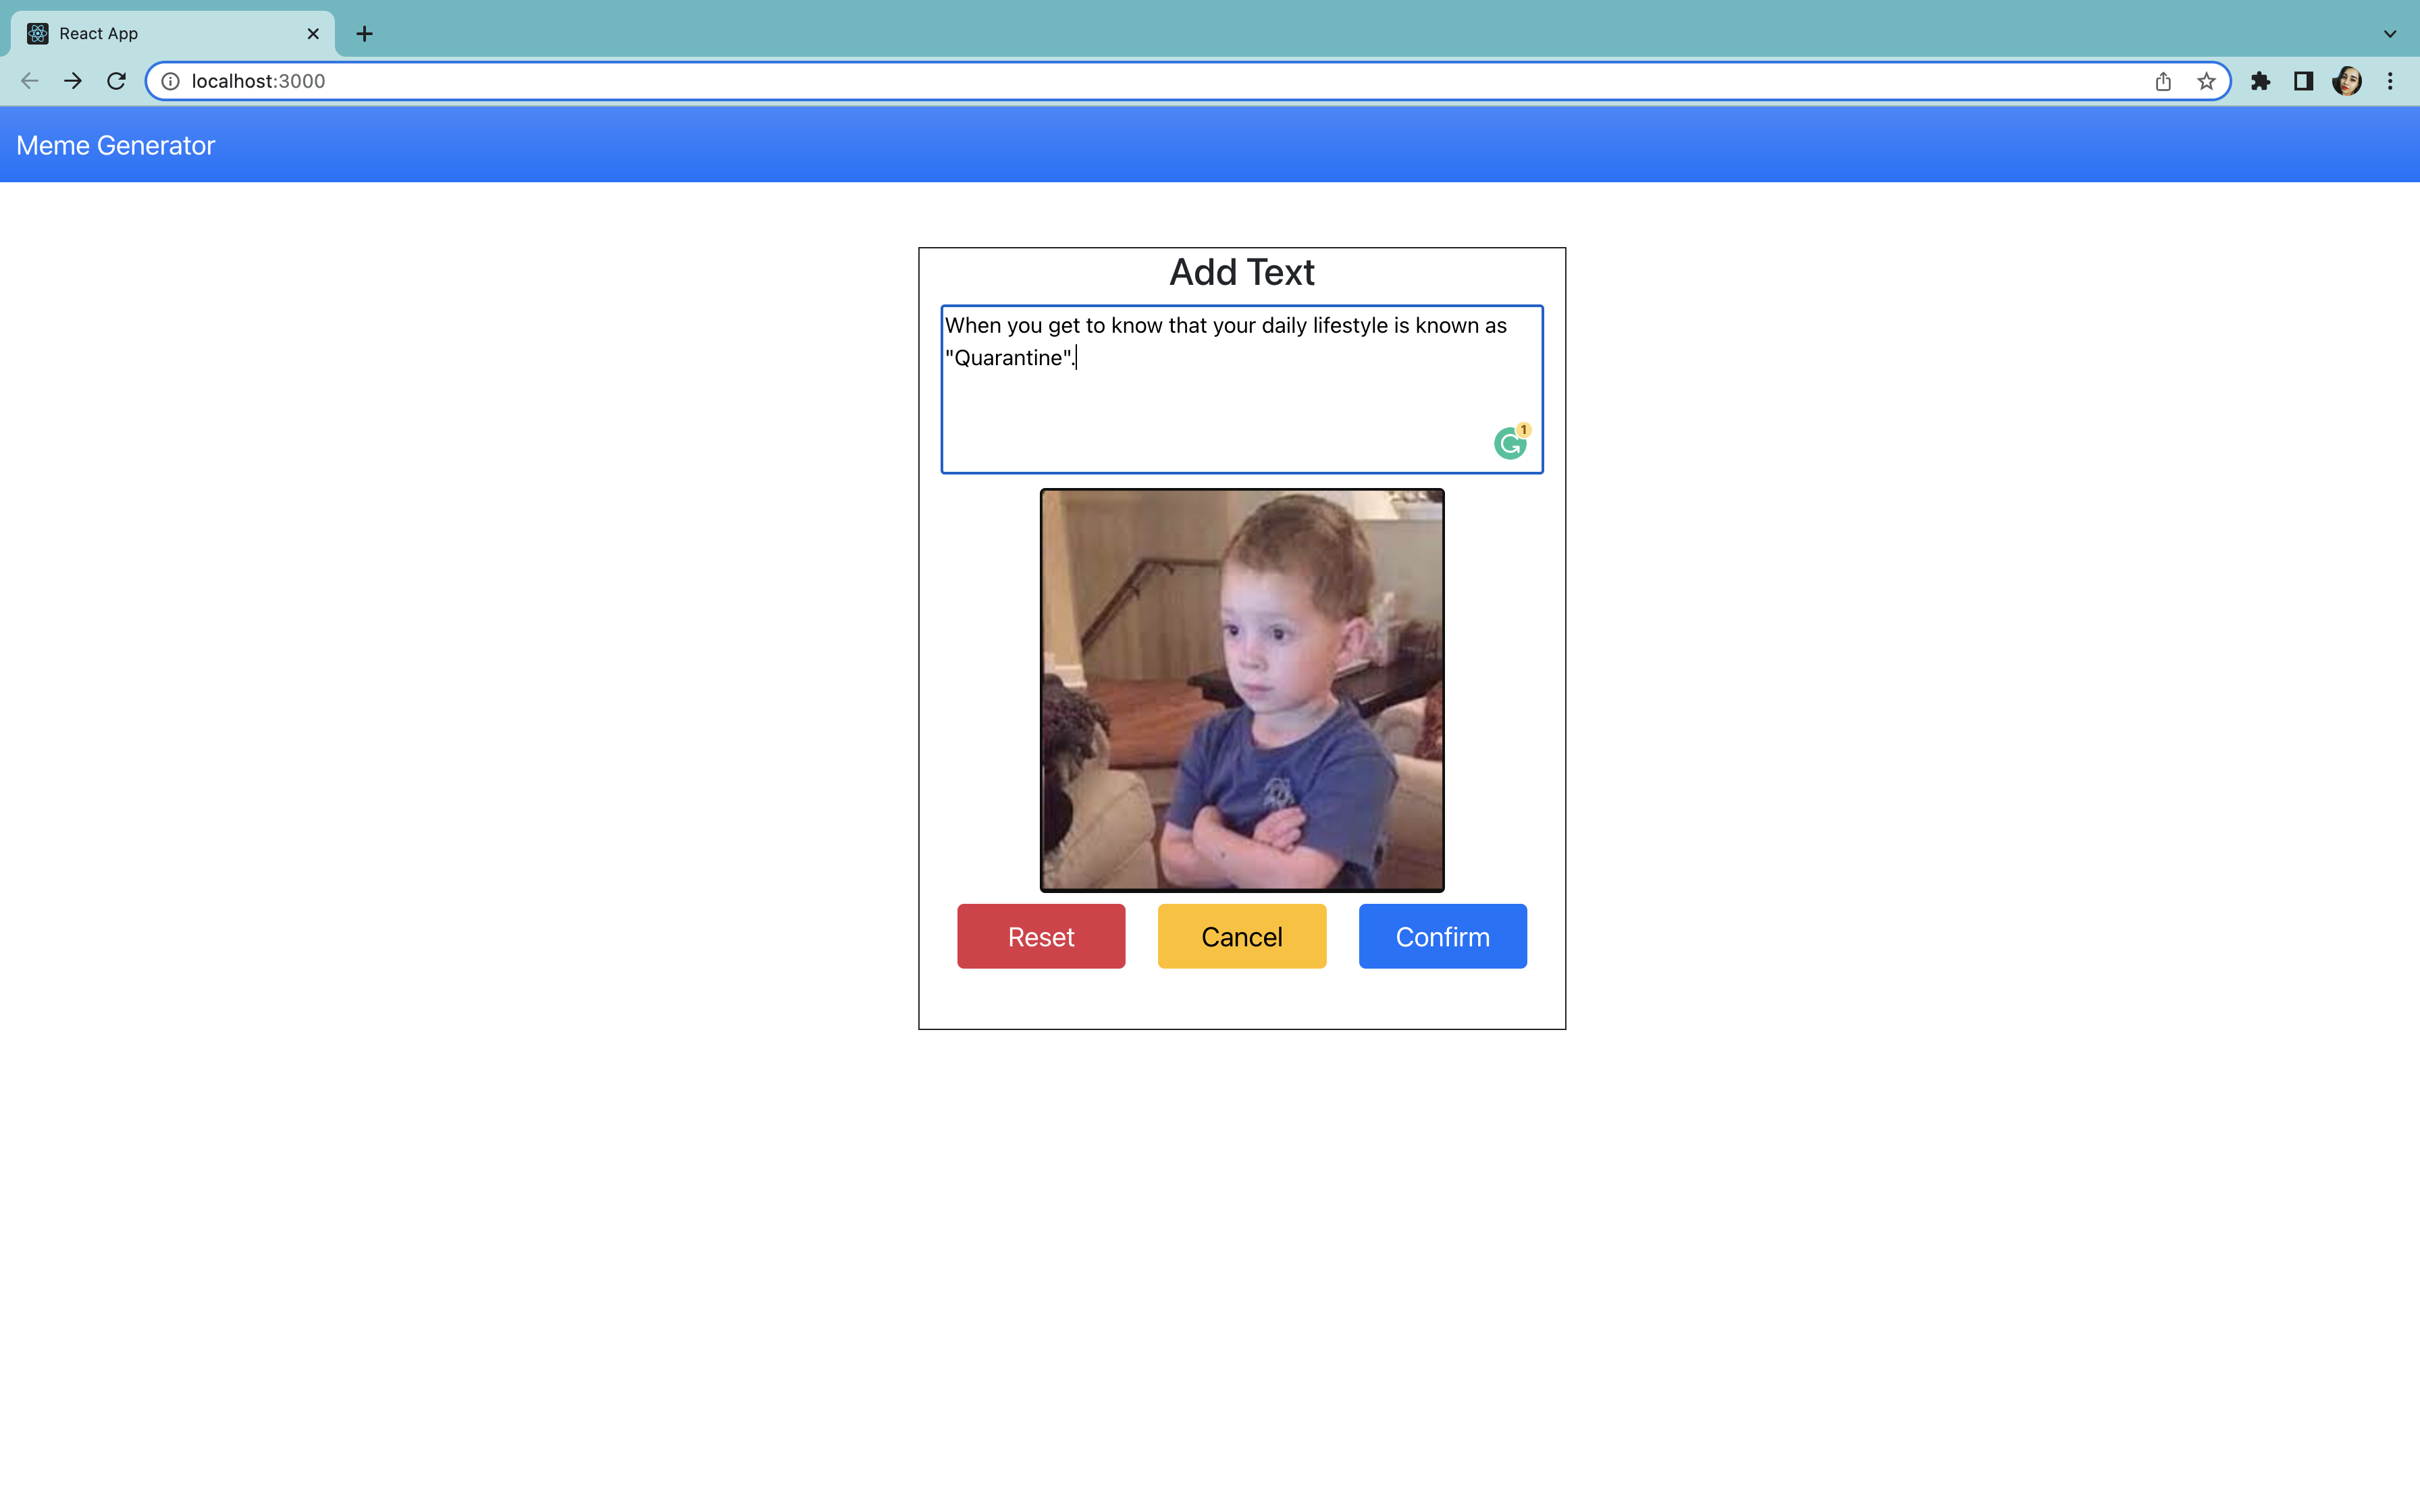 React App
localhost:3000
Meme Generator
Add Text
When you get to know that your daily lifestyle is known as
"Quarantine".
1
Reset
Cancel
Confirm